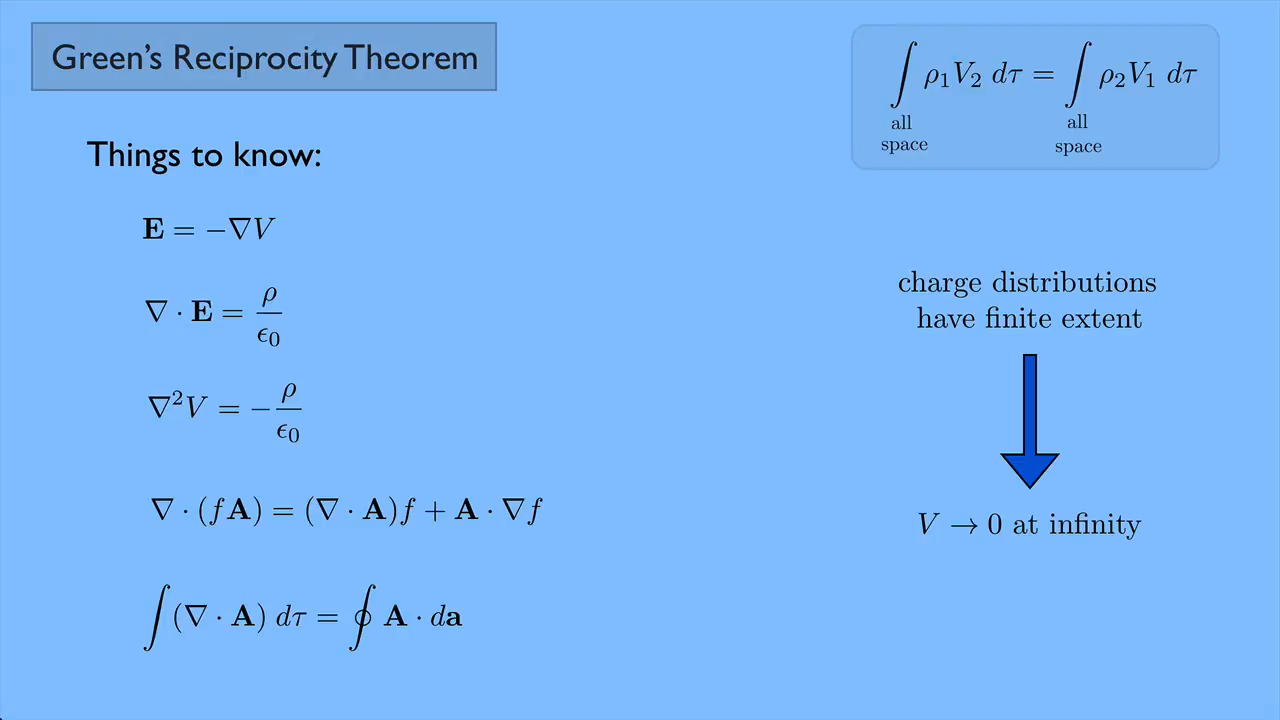 Green's Reciprocity Theorem
∫ ρ₁V₂ dτ = ∫ ρ₂V₁ dτ
all all
space space
Things to know:
E = −∇V
∇ · E = ρ/ϵ₀
∇²V = −ρ/ϵ₀
∇ · (fA) = (∇ · A)f + A · ∇f
∫(∇ · A) dτ = ∮ A · da
charge distributions
have finite extent
V → 0 at infinity